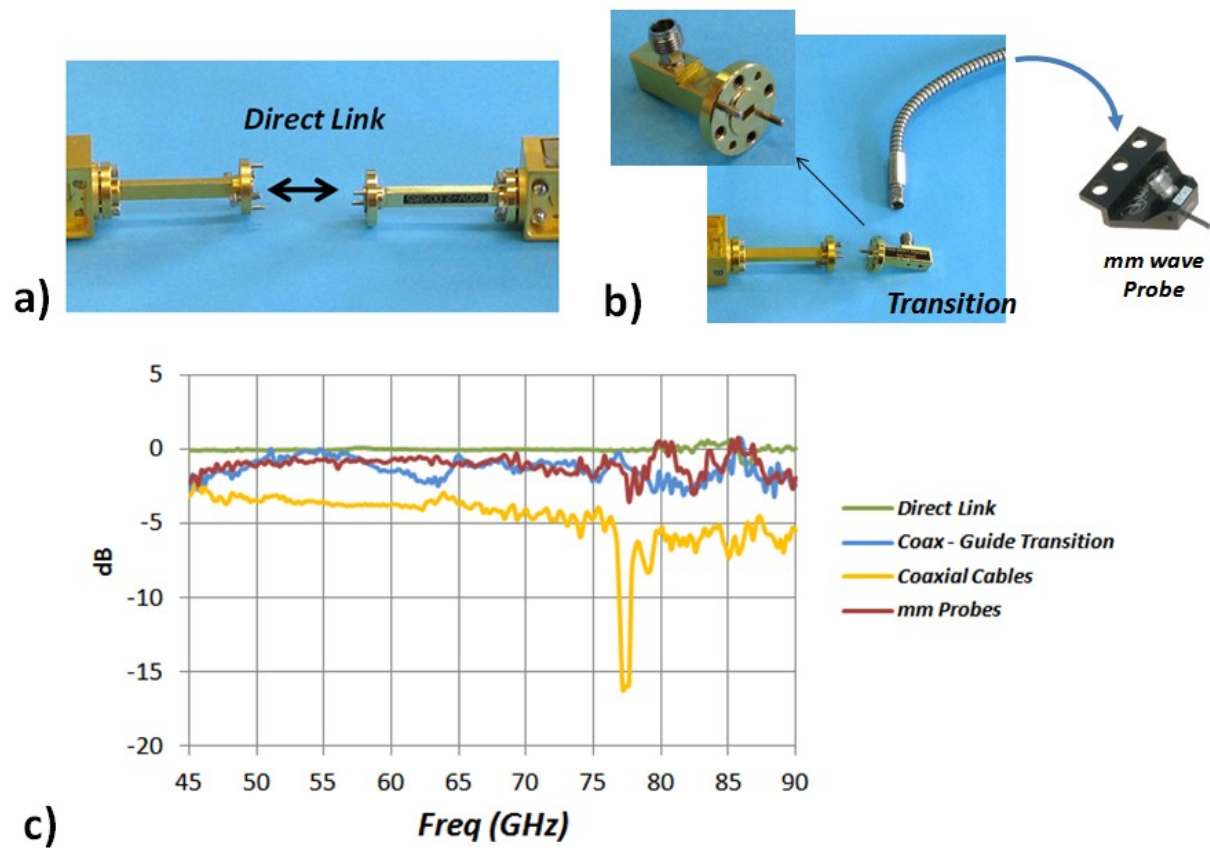 Direct Link
a)
b)
Transition
mm wave
Probe
5
0
-5
-10
-15
-20
dB
45 50 55 60 65 70 75 80 85 90
Freq (GHz)
Direct Link
Coax - Guide Transition
Coaxial Cables
mm Probes
c)